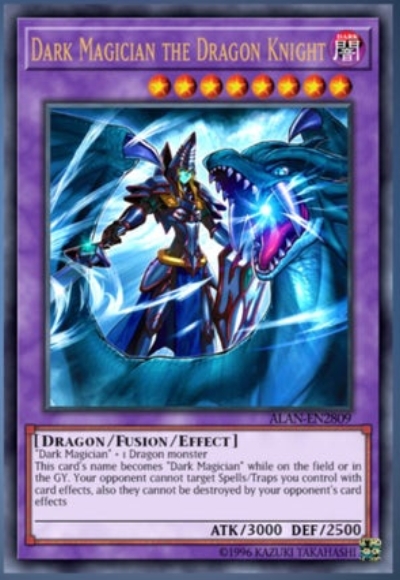 DARK MAGICIAN THE DRAGON KNIGHT
DARK
闇
ALAN-EN2809
[DRAGON/FUSION/EFFECT]
"Dark Magician" + 1 Dragon monster
This card's name becomes "Dark Magician" while on the field or in
the GY. Your opponent cannot target Spells/Traps you control with
card effects, also they cannot be destroyed by your opponent's card
effects
ATK/3000 DEF/2500
©1996 KAZUKI TAKAHASHI